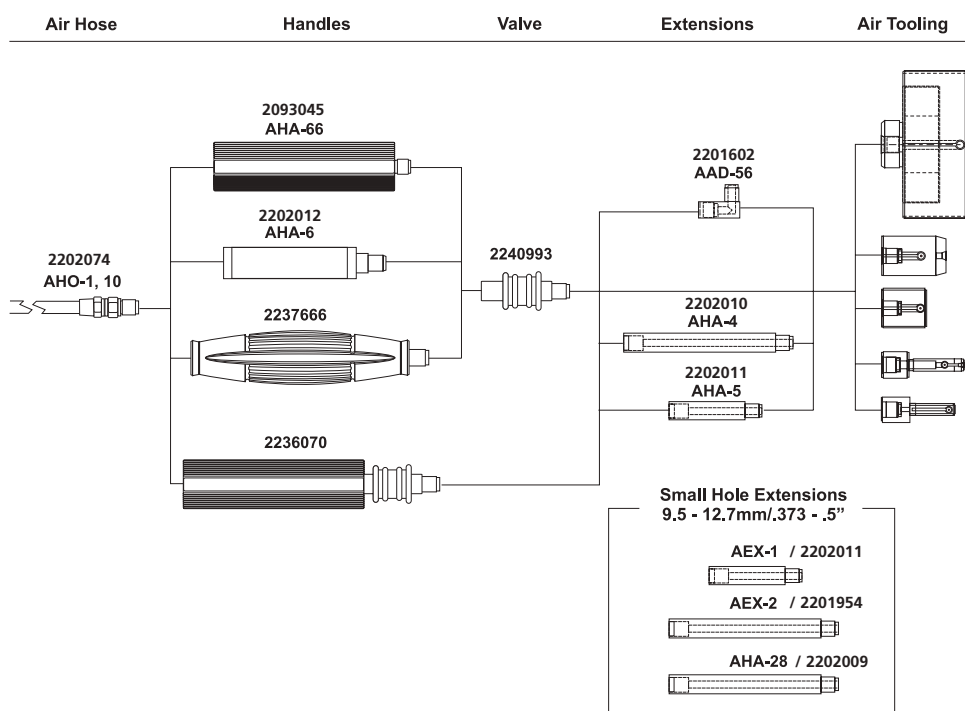 Air Hose Handles Valve Extensions Air Tooling
2093045
AHA-66
2201602
AAD-56
2202012
AHA-6
2202074
AHO-1, 10
2240993
2237666
2202010
AHA-4
2202011
AHA-5
2236070
Small Hole Extensions
9.5 - 12.7mm/.373 - .5”
AEX-1 / 2202011
AEX-2 / 2201954
AHA-28 / 2202009